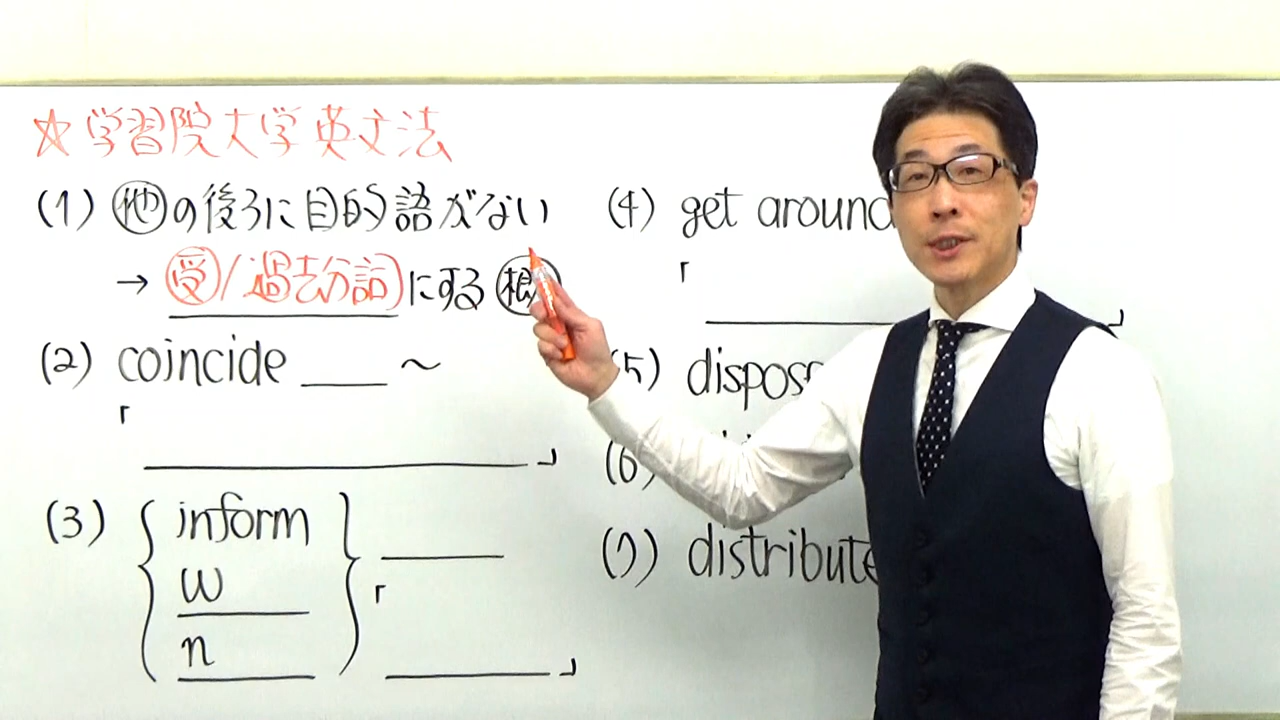 ☆学習院大学英文法
(1) 他の後ろに目的語がない
→ 受/過去分詞にする 根
(2) coincide ___ ~
「 ___ 」
(3) { inform
w___
n___ } ___
「 ___ 」
(4) get around
「 ___ 」
(5)
(6)
(7) distribute